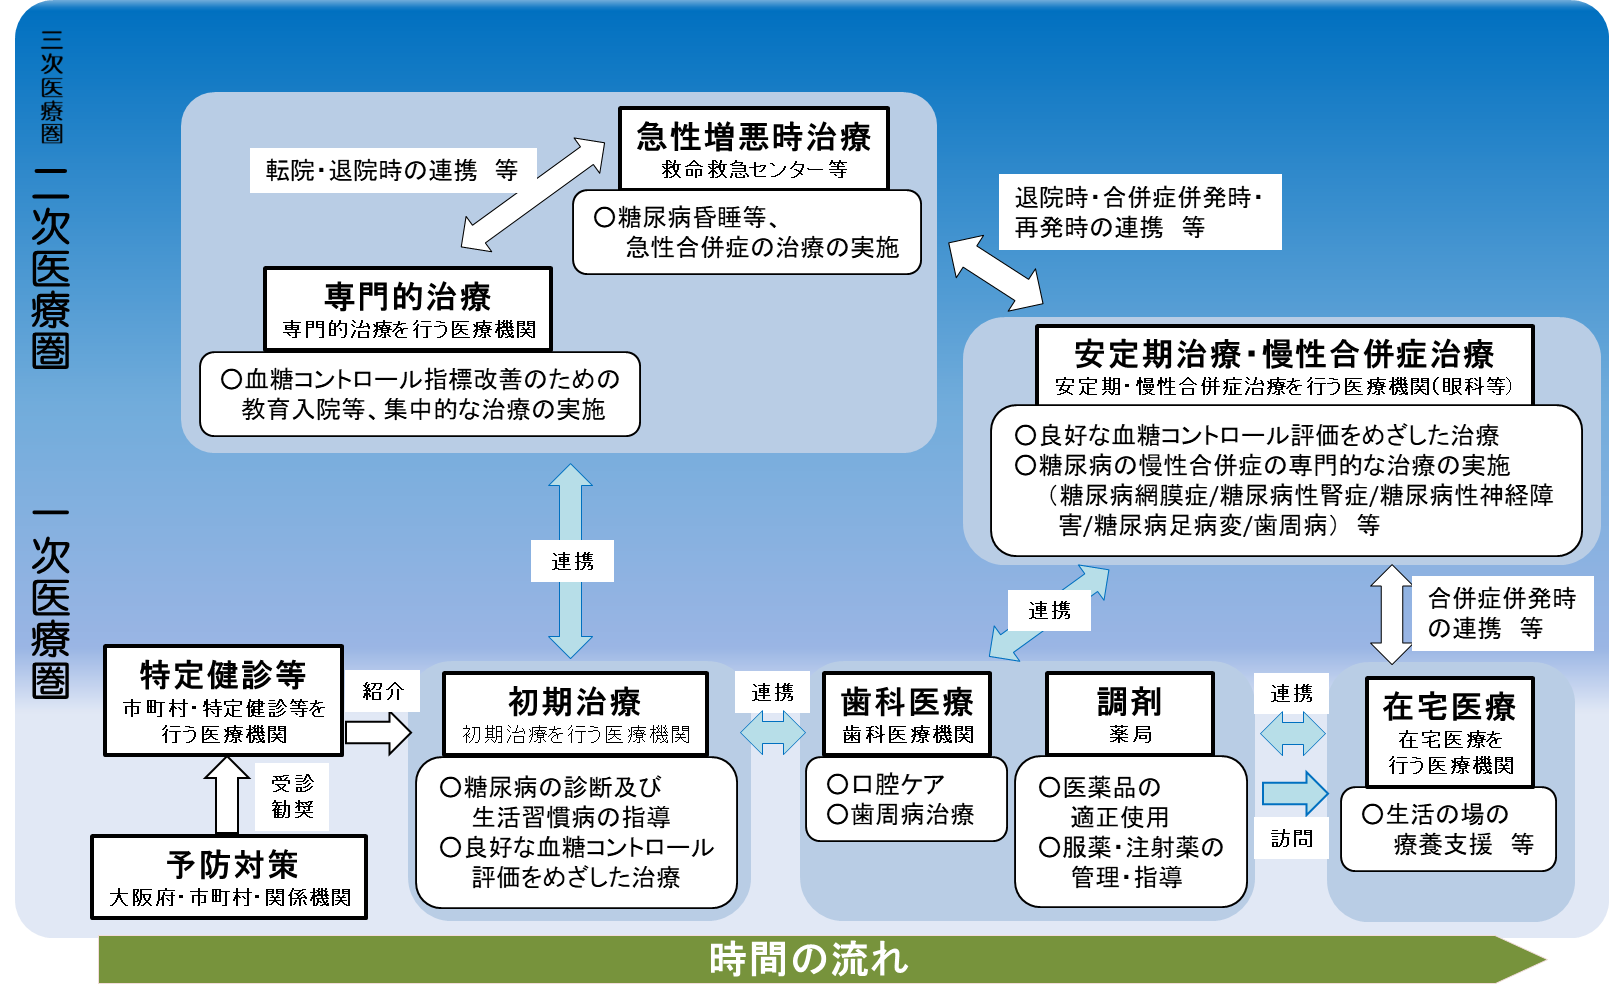 三次医療圏
二次医療圏
一次医療圏
急性増悪時治療
救命救急センター等
〇糖尿病昏睡等、
急性合併症の治療の実施
転院・退院時の連携　等
専門的治療
専門的治療を行う医療機関
〇血糖コントロール指標改善のための
教育入院等、集中的な治療の実施
退院時・合併症併発時・
再発時の連携　等
安定期治療・慢性合併症治療
安定期・慢性合併症治療を行う医療機関（眼科等）
〇良好な血糖コントロール評価をめざした治療
〇糖尿病の慢性合併症の専門的な治療の実施
（糖尿病網膜症/糖尿病性腎症/糖尿病性神経障
害/糖尿病足病変/歯周病）　等
連携
連携
合併症併発時
の連携　等
特定健診等
市町村・特定健診等を
行う医療機関
紹介
受診
勧奨
予防対策
大阪府・市町村・関係機関
初期治療
初期治療を行う医療機関
〇糖尿病の診断及び
生活習慣病の指導
〇良好な血糖コントロール
評価をめざした治療
連携
歯科医療
歯科医療機関
〇口腔ケア
〇歯周病治療
調剤
薬局
〇医薬品の
適正使用
〇服薬・注射薬の
管理・指導
連携
訪問
在宅医療
在宅医療を
行う医療機関
〇生活の場の
療養支援　等
時間の流れ